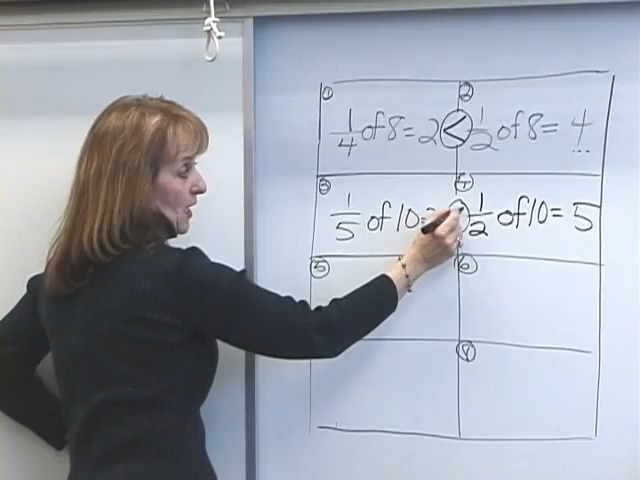 ① ②
1/4 of 8 = 2 < 1/2 of 8 = 4
③ ④
1/5 of 10 = 1/2 of 10 = 5
⑤ ⑥
⑧